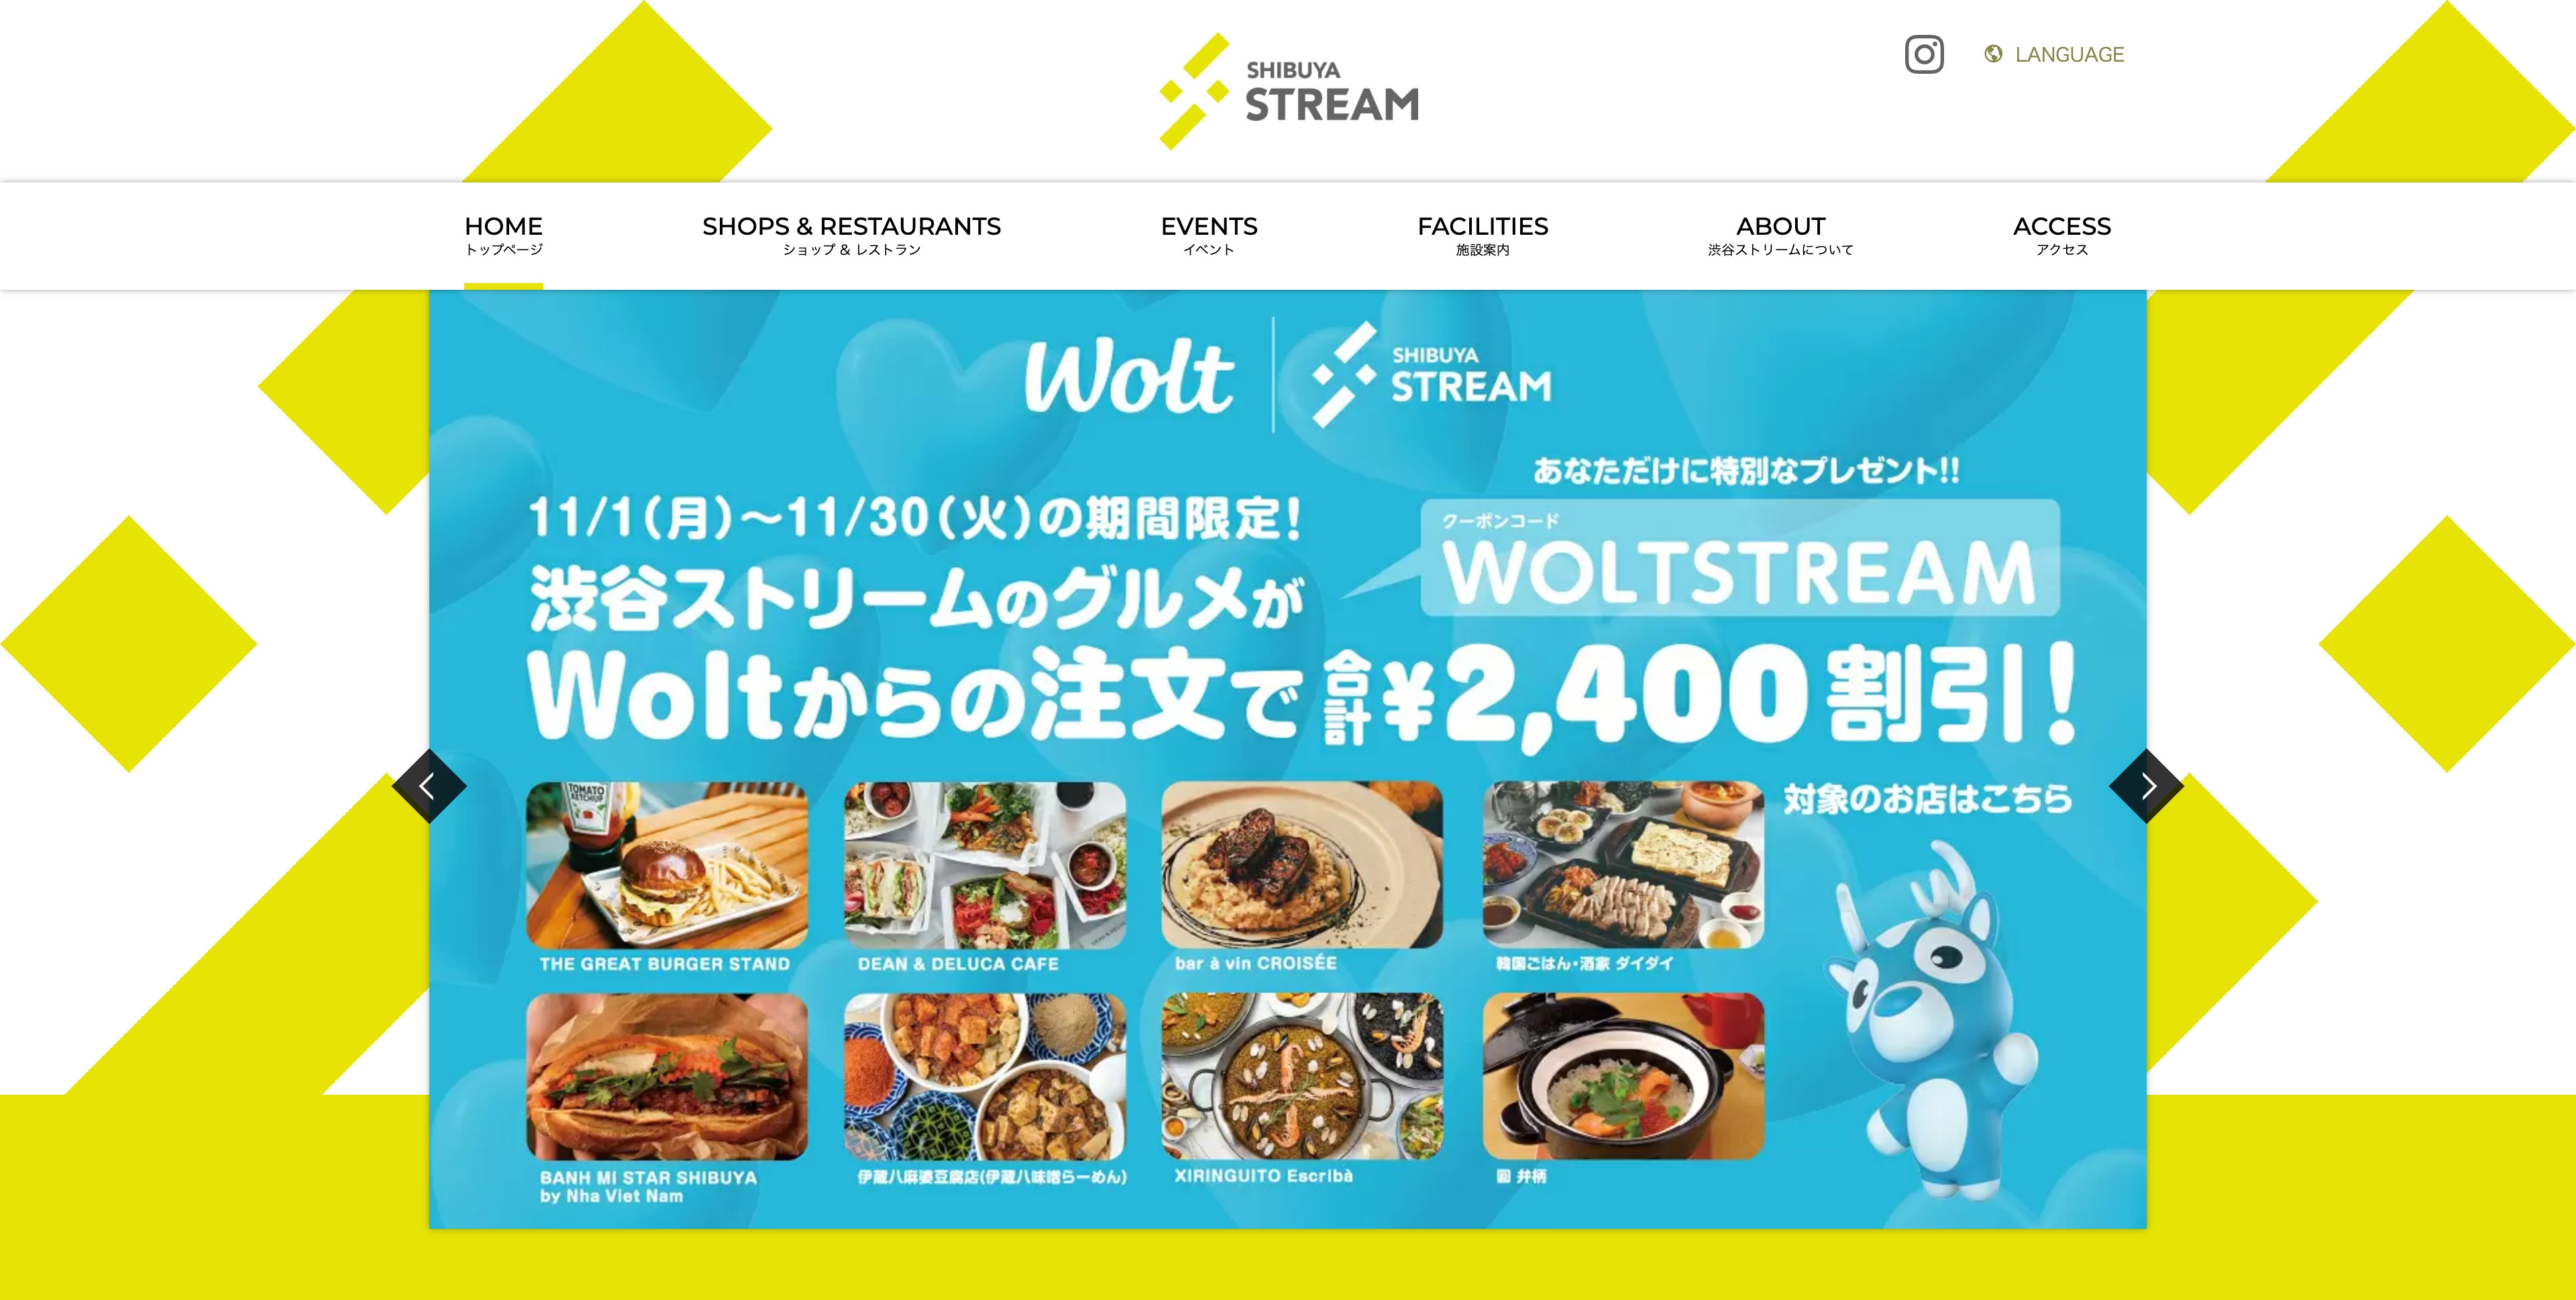 SHIBUYA
STREAM
LANGUAGE
HOME
トップページ
SHOPS & RESTAURANTS
ショップ & レストラン
EVENTS
イベント
FACILITIES
施設案内
ABOUT
渋谷ストリームについて
ACCESS
アクセス
Wolt
SHIBUYA
STREAM
あなただけに特別なプレゼント!!
クーポンコード
WOLTSTREAM
11/1(月)〜11/30(火)の期間限定!
渋谷ストリームのグルメが
Woltからの注文で合計¥2,400割引!
対象のお店はこちら
TOMATO
KETCHUP
THE GREAT BURGER STAND
DEAN & DELUCA CAFE
bar à vin CROISÉE
韓国ごはん・酒家 ダイダイ
BANH MI STAR SHIBUYA
by Nha Viet Nam
伊蔵八麻婆豆腐店(伊蔵八味噌らーめん)
XIRINGUITO Escribà
圓 弁柄